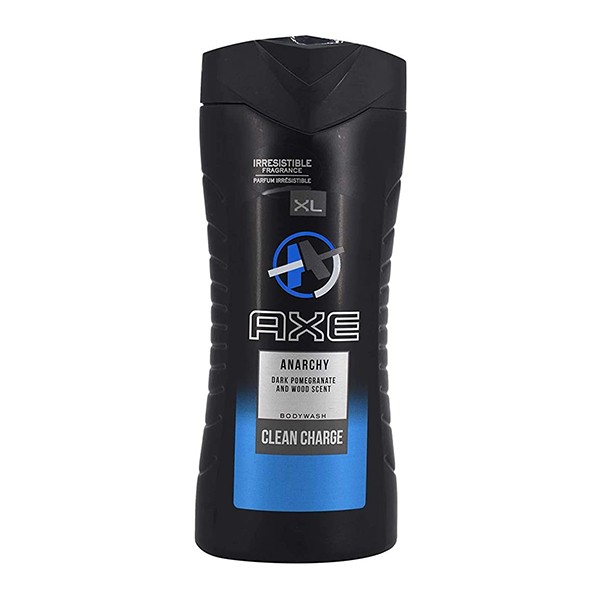 IRRESISTIBLE
FRAGRANCE
PARFUM IRRÉSISTIBLE
XL
AXE
ANARCHY
DARK POMEGRANATE
AND WOOD SCENT
BODYWASH
CLEAN CHARGE